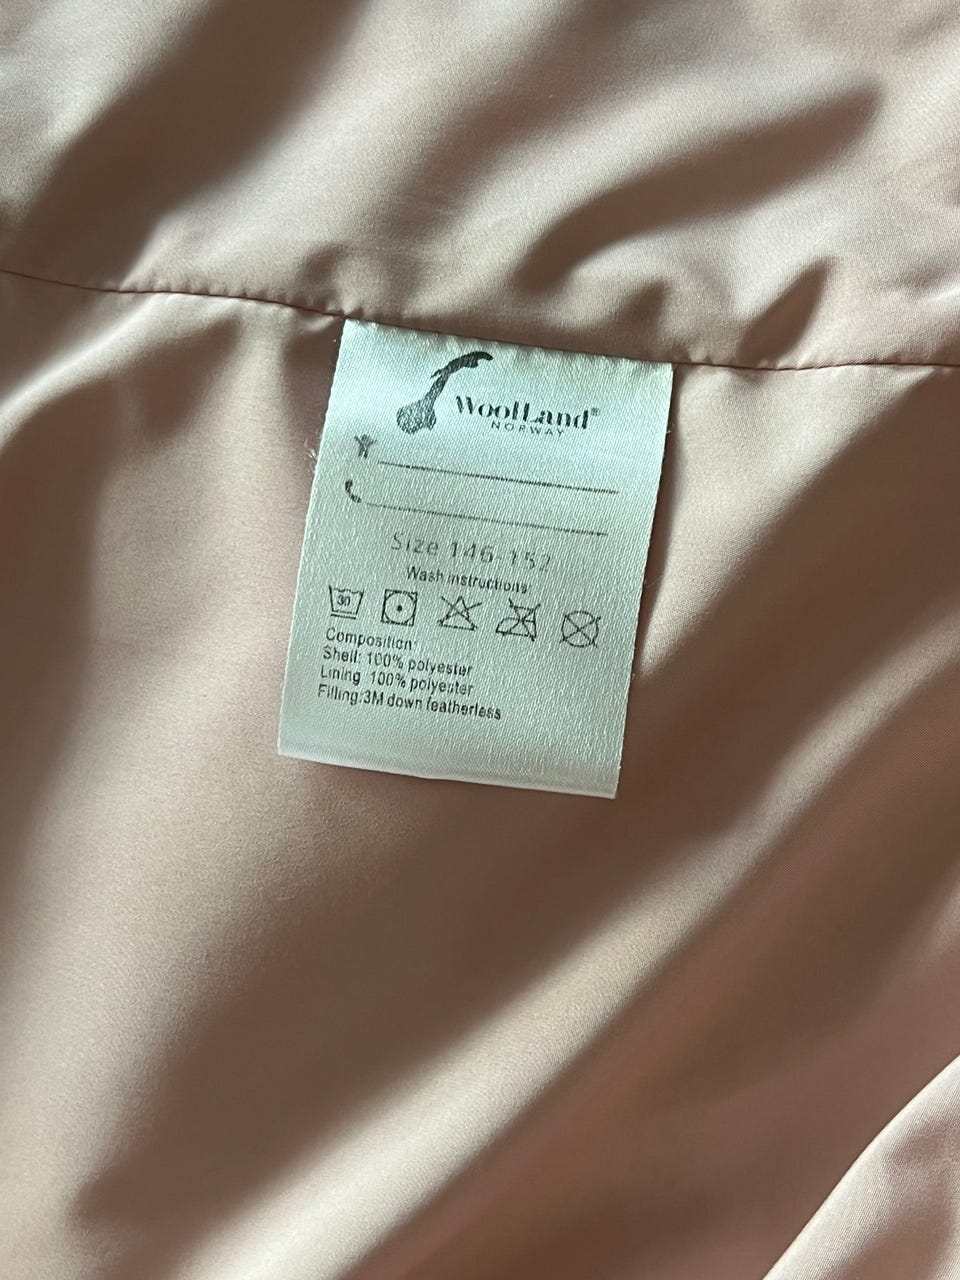 WoolLand®
NORWAY
Size 146-152
Wash instructions
30
Composition:
Shell: 100% polyester
Lining 100% polyester
Filling:3M down featherless